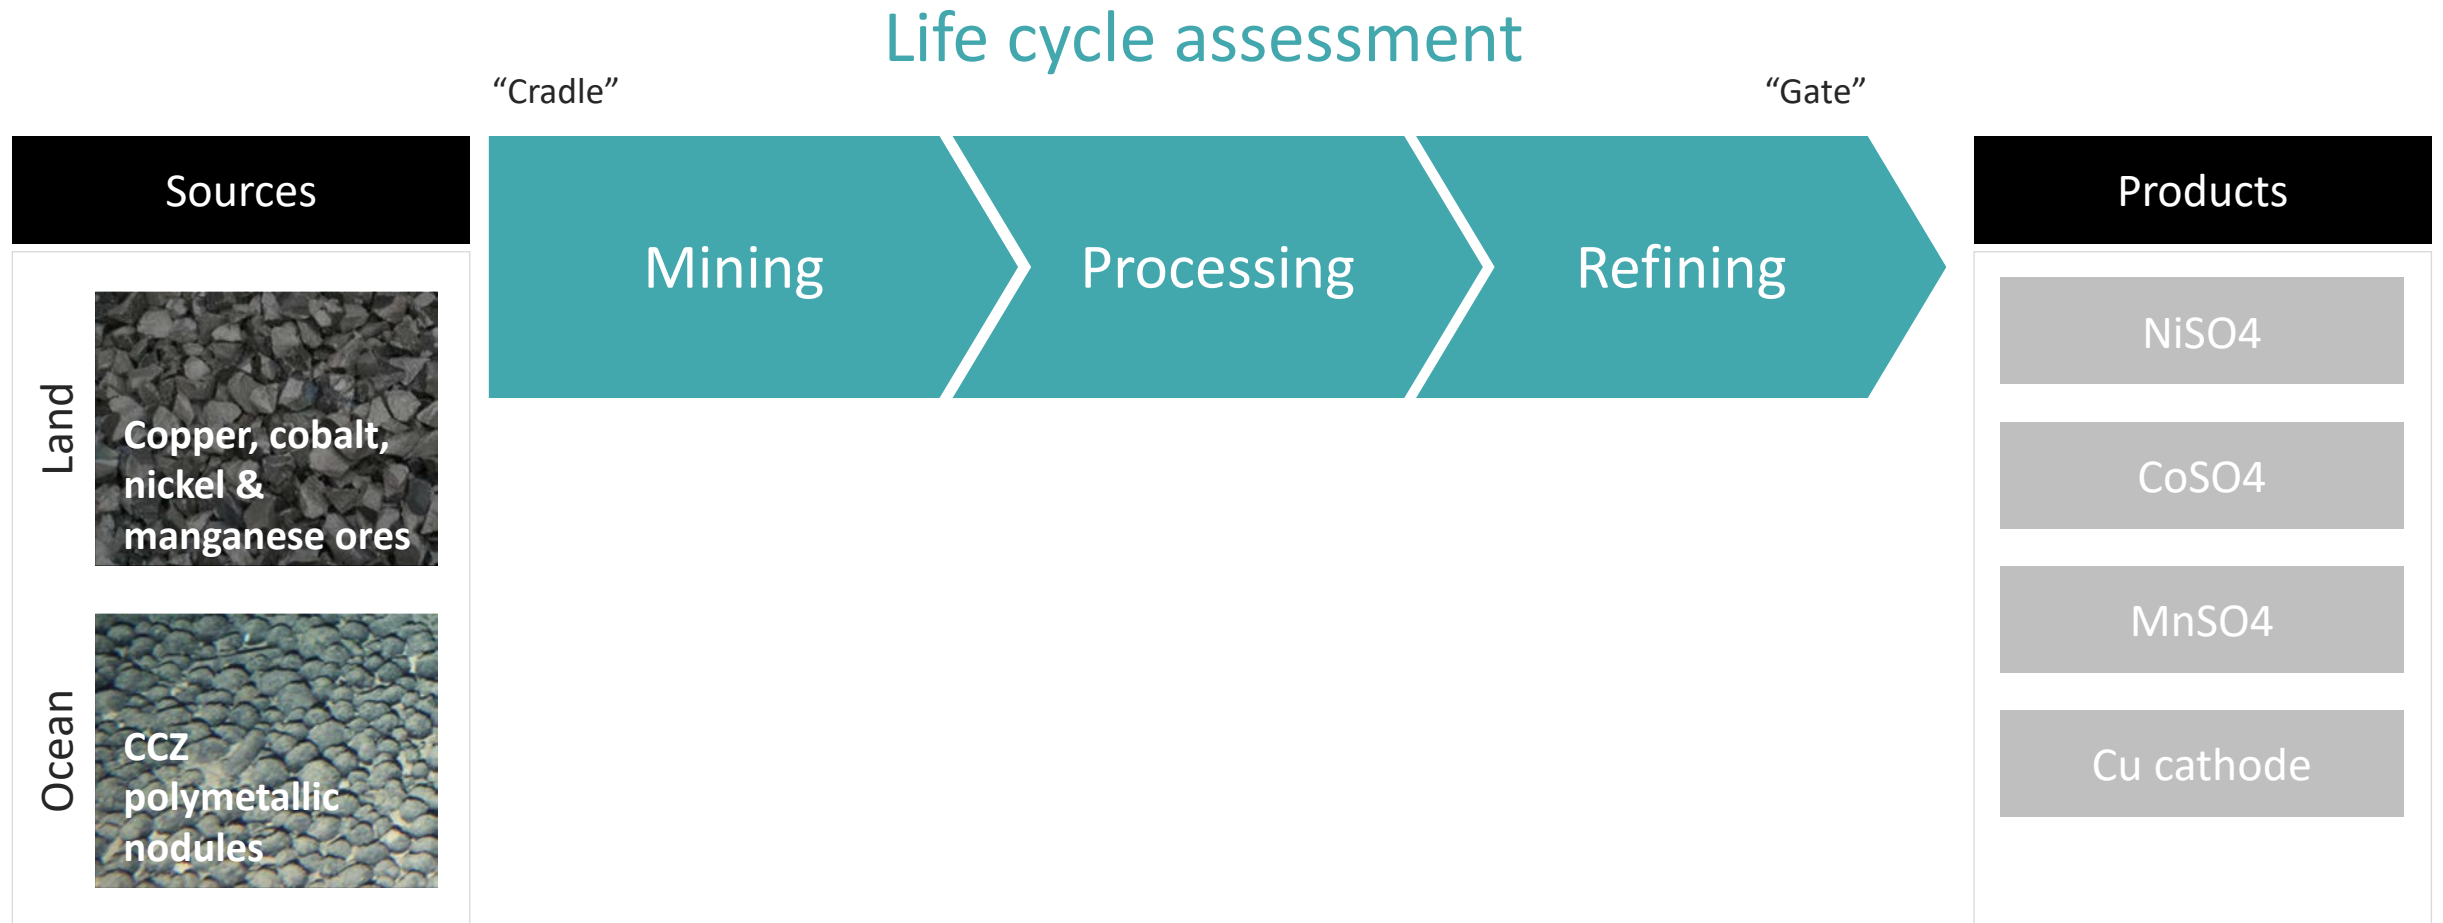 Life cycle assessment
“Cradle”
“Gate”
Sources
Mining
Processing
Refining
Products
Land
Copper, cobalt,
nickel &
manganese ores
Ocean
CCZ
polymetallic
nodules
NiSO4
CoSO4
MnSO4
Cu cathode